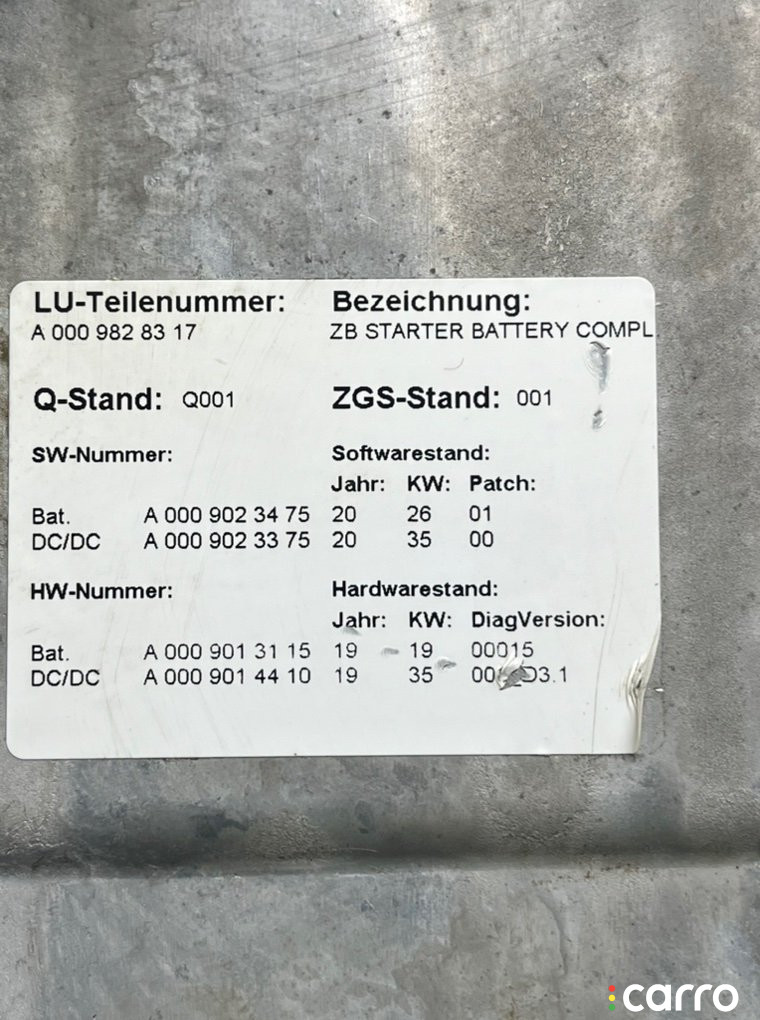 LU-Teilenummer: Bezeichnung:
A 000 982 83 17 ZB STARTER BATTERY COMPL
Q-Stand: Q001 ZGS-Stand: 001
SW-Nummer: Softwarestand:
Jahr: KW: Patch:
Bat. A 000 902 34 75 20 26 01
DC/DC A 000 902 33 75 20 35 00
HW-Nummer: Hardwarestand:
Jahr: KW: DiagVersion:
Bat. A 000 901 31 15 19 19 00015
DC/DC A 000 901 44 10 19 35
carro